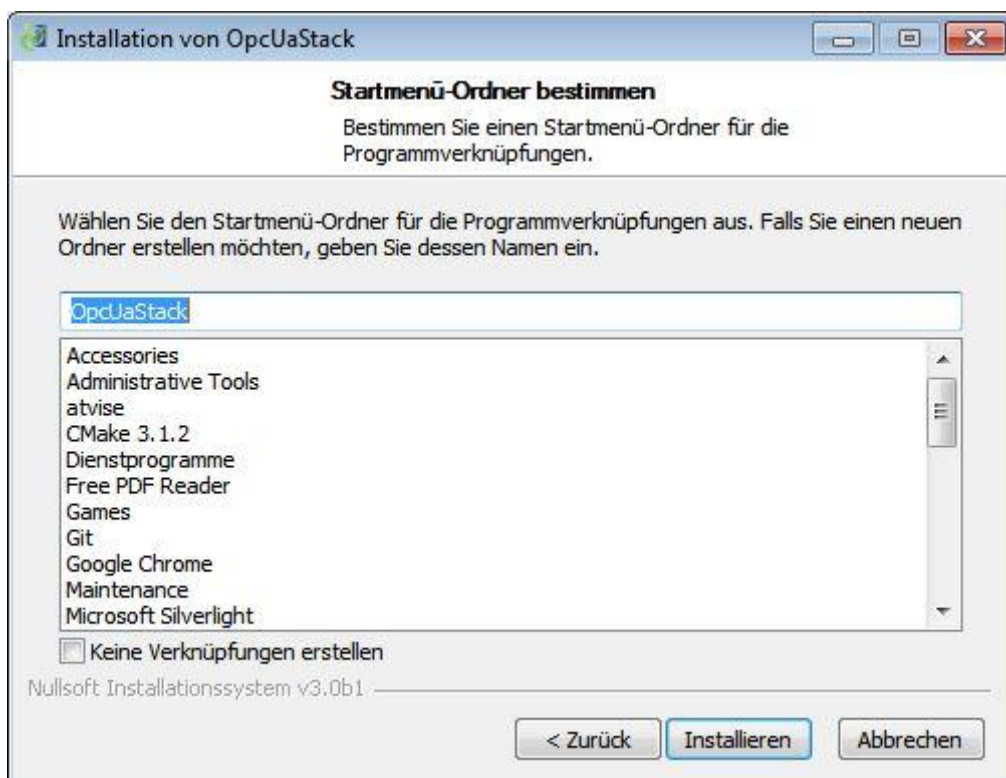 Installation von OpcUaStack
Startmenü-Ordner bestimmen
Bestimmen Sie einen Startmenü-Ordner für die
Programmverknüpfungen.
Wählen Sie den Startmenü-Ordner für die Programmverknüpfungen aus. Falls Sie einen neuen
Ordner erstellen möchten, geben Sie dessen Namen ein.
OpcUaStack
Accessories
Administrative Tools
atvise
CMake 3.1.2
Dienstprogramme
Free PDF Reader
Games
Git
Google Chrome
Maintenance
Microsoft Silverlight
Keine Verknüpfungen erstellen
Nullsoft Installationssystem v3.0b1
< Zurück
Installieren
Abbrechen